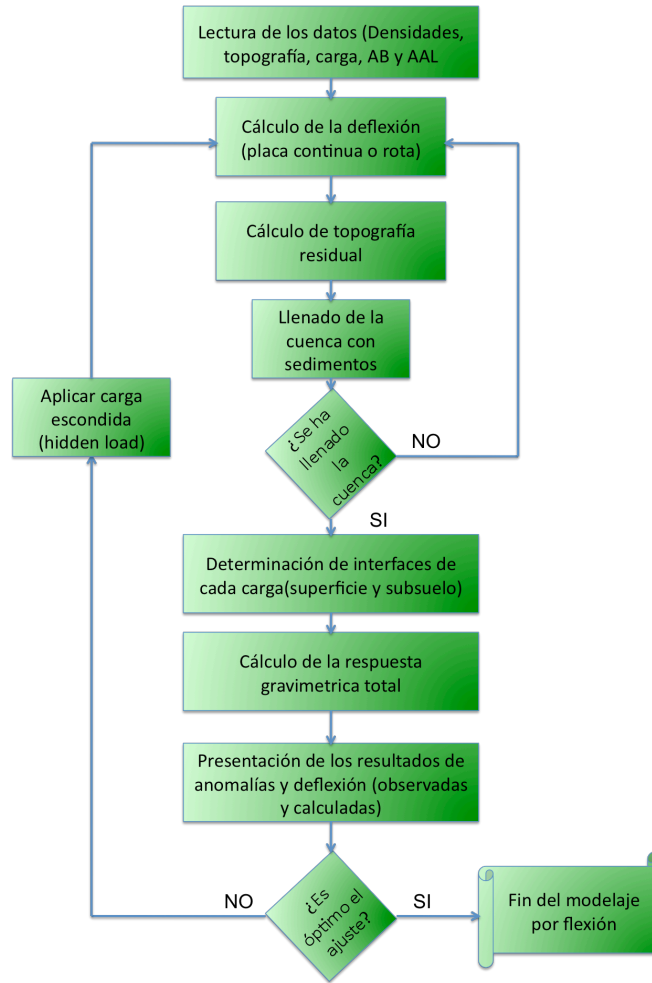 Lectura de los datos (Densidades,
topografía, carga, AB y AAL
Cálculo de la deflexión
(placa continua o rota)
Cálculo de topografía
residual
Llenado de la
cuenca con
sedimentos
Aplicar carga
escondida
(hidden load)
¿Se ha
llenado
la
cuenca?
NO
SI
Determinación de interfaces de
cada carga(superficie y subsuelo)
Cálculo de la respuesta
gravimetrica total
Presentación de los resultados de
anomalías y deflexión (observadas
y calculadas)
NO
¿Es
óptimo el
ajuste?
SI
Fin del modelaje
por flexión